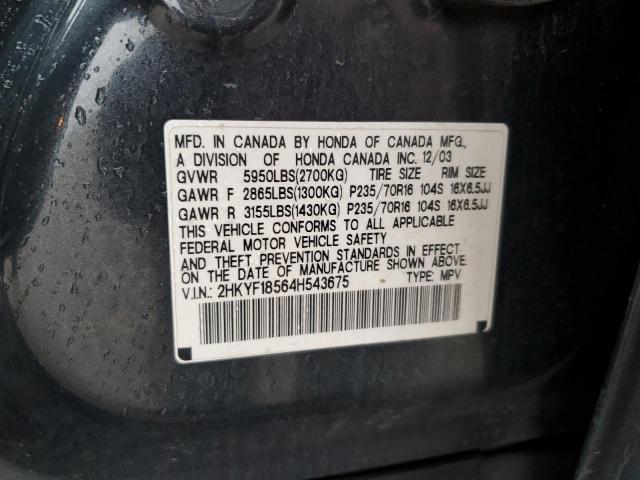 MFD. IN CANADA BY HONDA OF CANADA MFG.,
A DIVISION OF HONDA CANADA INC. 12/03
GVWR 5950LBS(2700KG) TIRE SIZE RIM SIZE
GAWR F 2865LBS(1300KG) P235/70R16 104S 16X6.5JJ
GAWR R 3155LBS(1430KG) P235/70R16 104S 16X6.5JJ
THIS VEHICLE CONFORMS TO ALL APPLICABLE
FEDERAL MOTOR VEHICLE SAFETY
AND THEFT PREVENTION STANDARDS IN EFFECT
ON THE DATE OF MANUFACTURE SHOWN ABOVE.
V.I.N.: 2HKYF18564H543675 TYPE: MPV